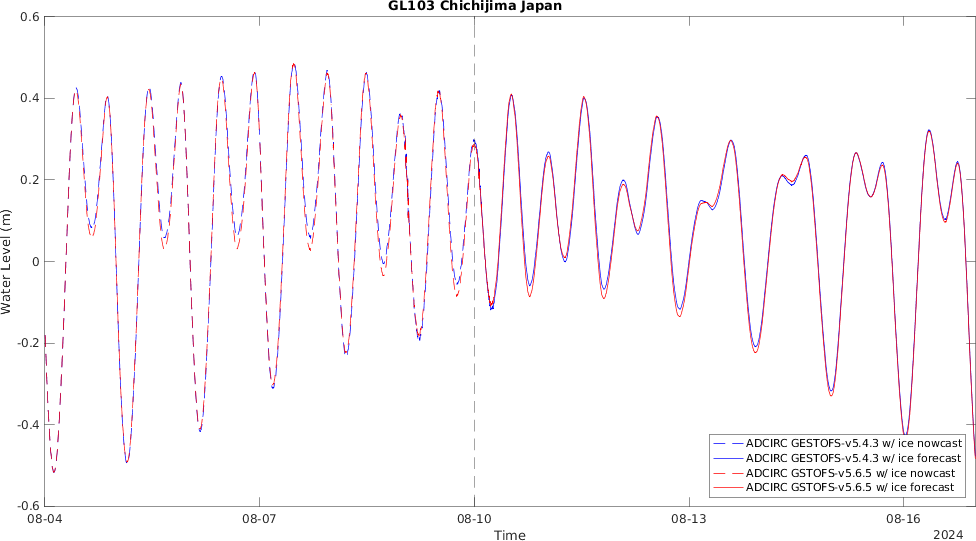 GL103 Chichijima Japan
0.6
0.4
0.2
0
-0.2
-0.4
-0.6
Water Level (m)
ADCIRC GESTOFS-v5.4.3 w/ ice nowcast
ADCIRC GESTOFS-v5.4.3 w/ ice forecast
ADCIRC GSTOFS-v5.6.5 w/ ice nowcast
ADCIRC GSTOFS-v5.6.5 w/ ice forecast
08-04 08-07 08-10 08-13 08-16
Time
2024